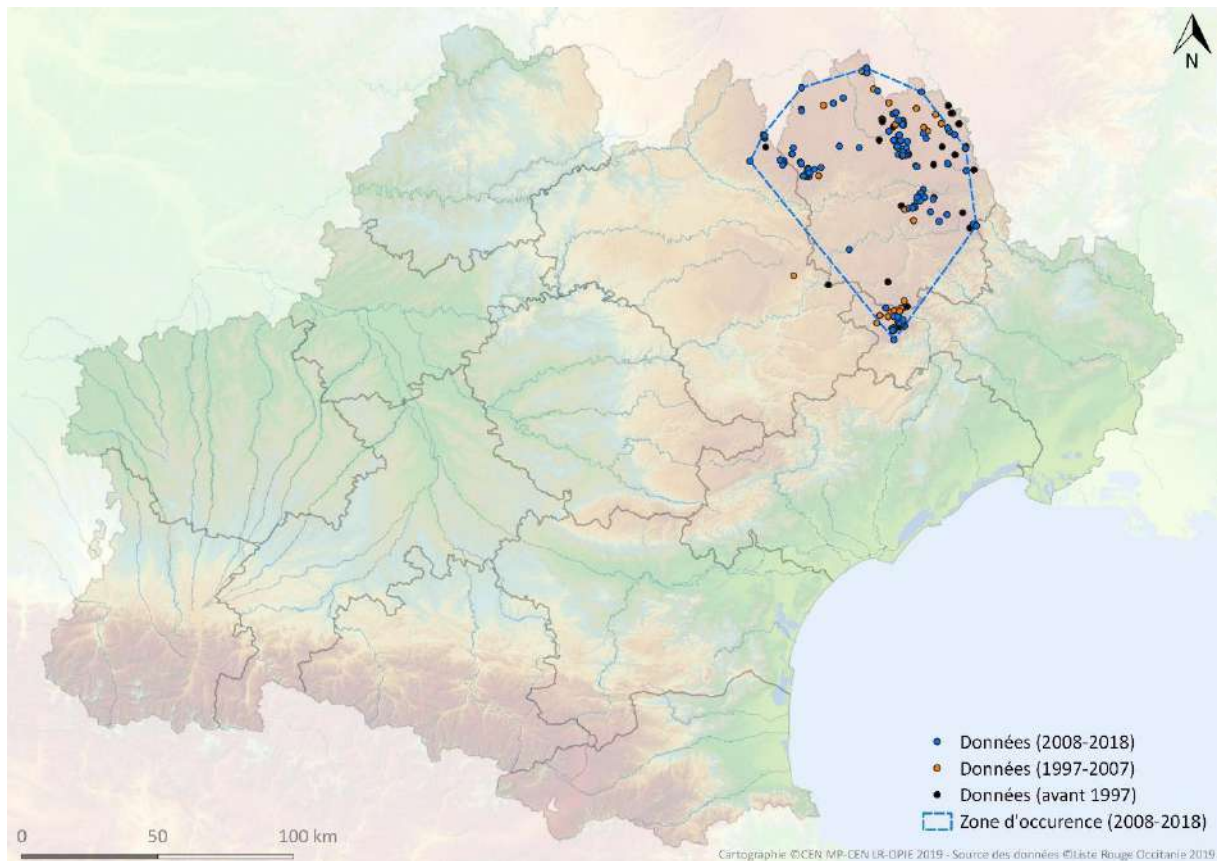 N
Données (2008-2018)
Données (1997-2007)
Données (avant 1997)
Zone d'occurence (2008-2018)
0 50 100 km
Cartographie ©CEN MP-CEN LR-OPIE 2019 - Source des données ©Liste Rouge Occitanie 2019